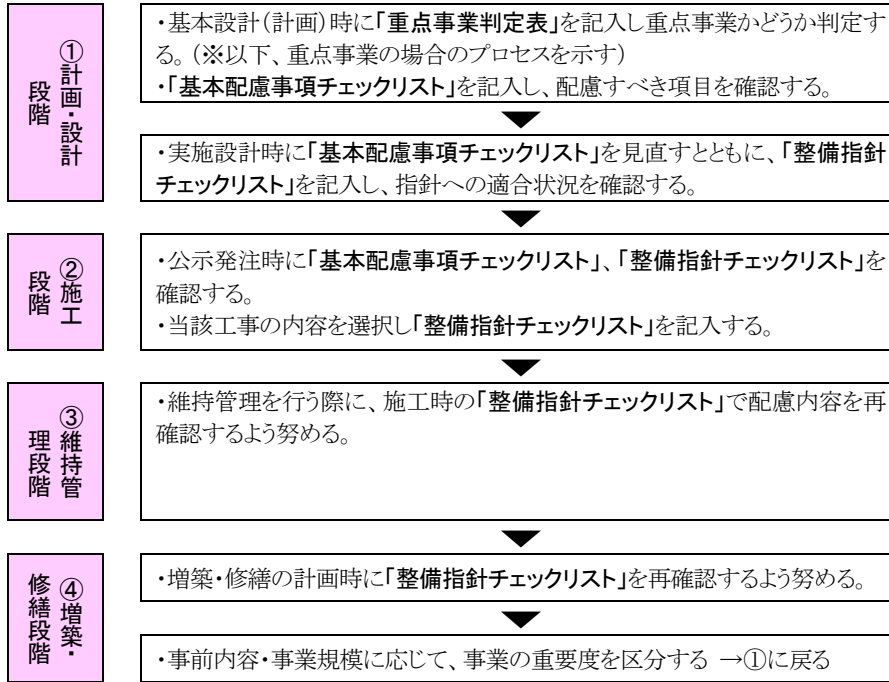 ①計画・設計
段階
・基本設計(計画)時に「重点事業判定表」を記入し重点事業かどうか判定す
る。(※以下、重点事業の場合のプロセスを示す)
・「基本配慮事項チェックリスト」を記入し、配慮すべき項目を確認する。
・実施設計時に「基本配慮事項チェックリスト」を見直すとともに、「整備指針
チェックリスト」を記入し、指針への適合状況を確認する。
②施工
段階
・公示発注時に「基本配慮事項チェックリスト」、「整備指針チェックリスト」を
確認する。
・当該工事の内容を選択し「整備指針チェックリスト」を記入する。
③維持管
理段階
・維持管理を行う際に、施工時の「整備指針チェックリスト」で配慮内容を再
確認するよう努める。
④増築・
修繕段階
・増築・修繕の計画時に「整備指針チェックリスト」を再確認するよう努める。
・事前内容・事業規模に応じて、事業の重要度を区分する →①に戻る